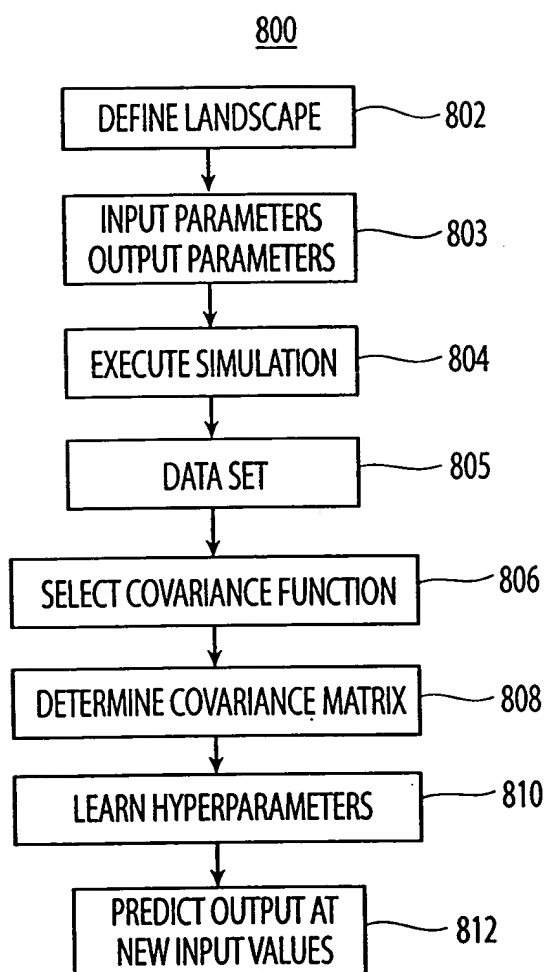 800
DEFINE LANDSCAPE 802
INPUT PARAMETERS
OUTPUT PARAMETERS 803
EXECUTE SIMULATION 804
DATA SET 805
SELECT COVARIANCE FUNCTION 806
DETERMINE COVARIANCE MATRIX 808
LEARN HYPERPARAMETERS 810
PREDICT OUTPUT AT
NEW INPUT VALUES 812